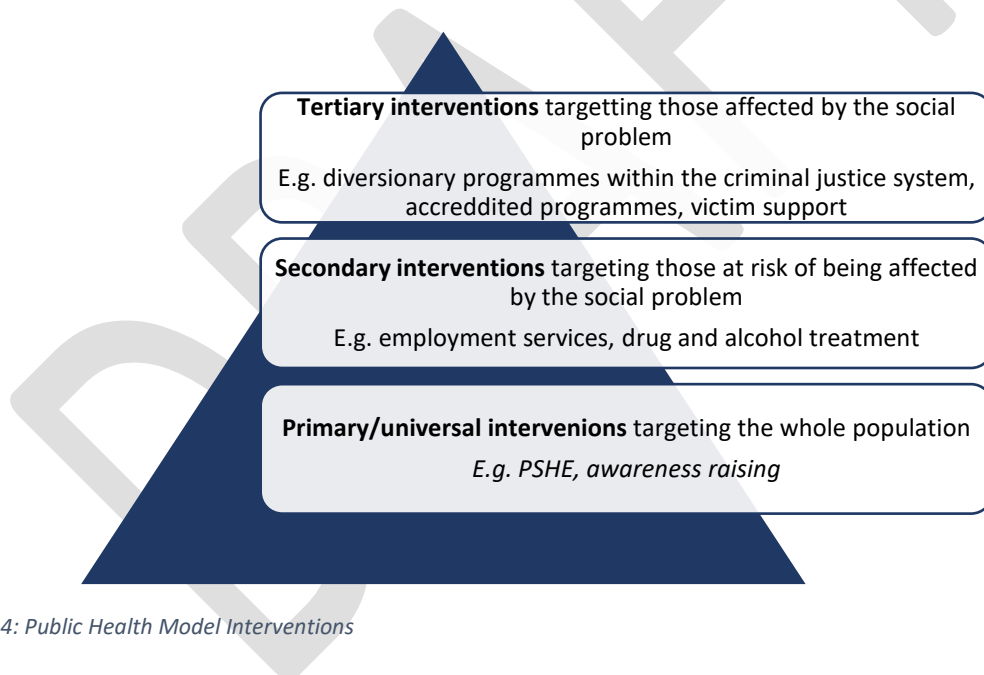 Tertiary interventions targetting those affected by the social
problem
E.g. diversionary programmes within the criminal justice system,
accreddited programmes, victim support
Secondary interventions targeting those at risk of being affected
by the social problem
E.g. employment services, drug and alcohol treatment
Primary/universal intervenions targeting the whole population
E.g. PSHE, awareness raising
4: Public Health Model Interventions